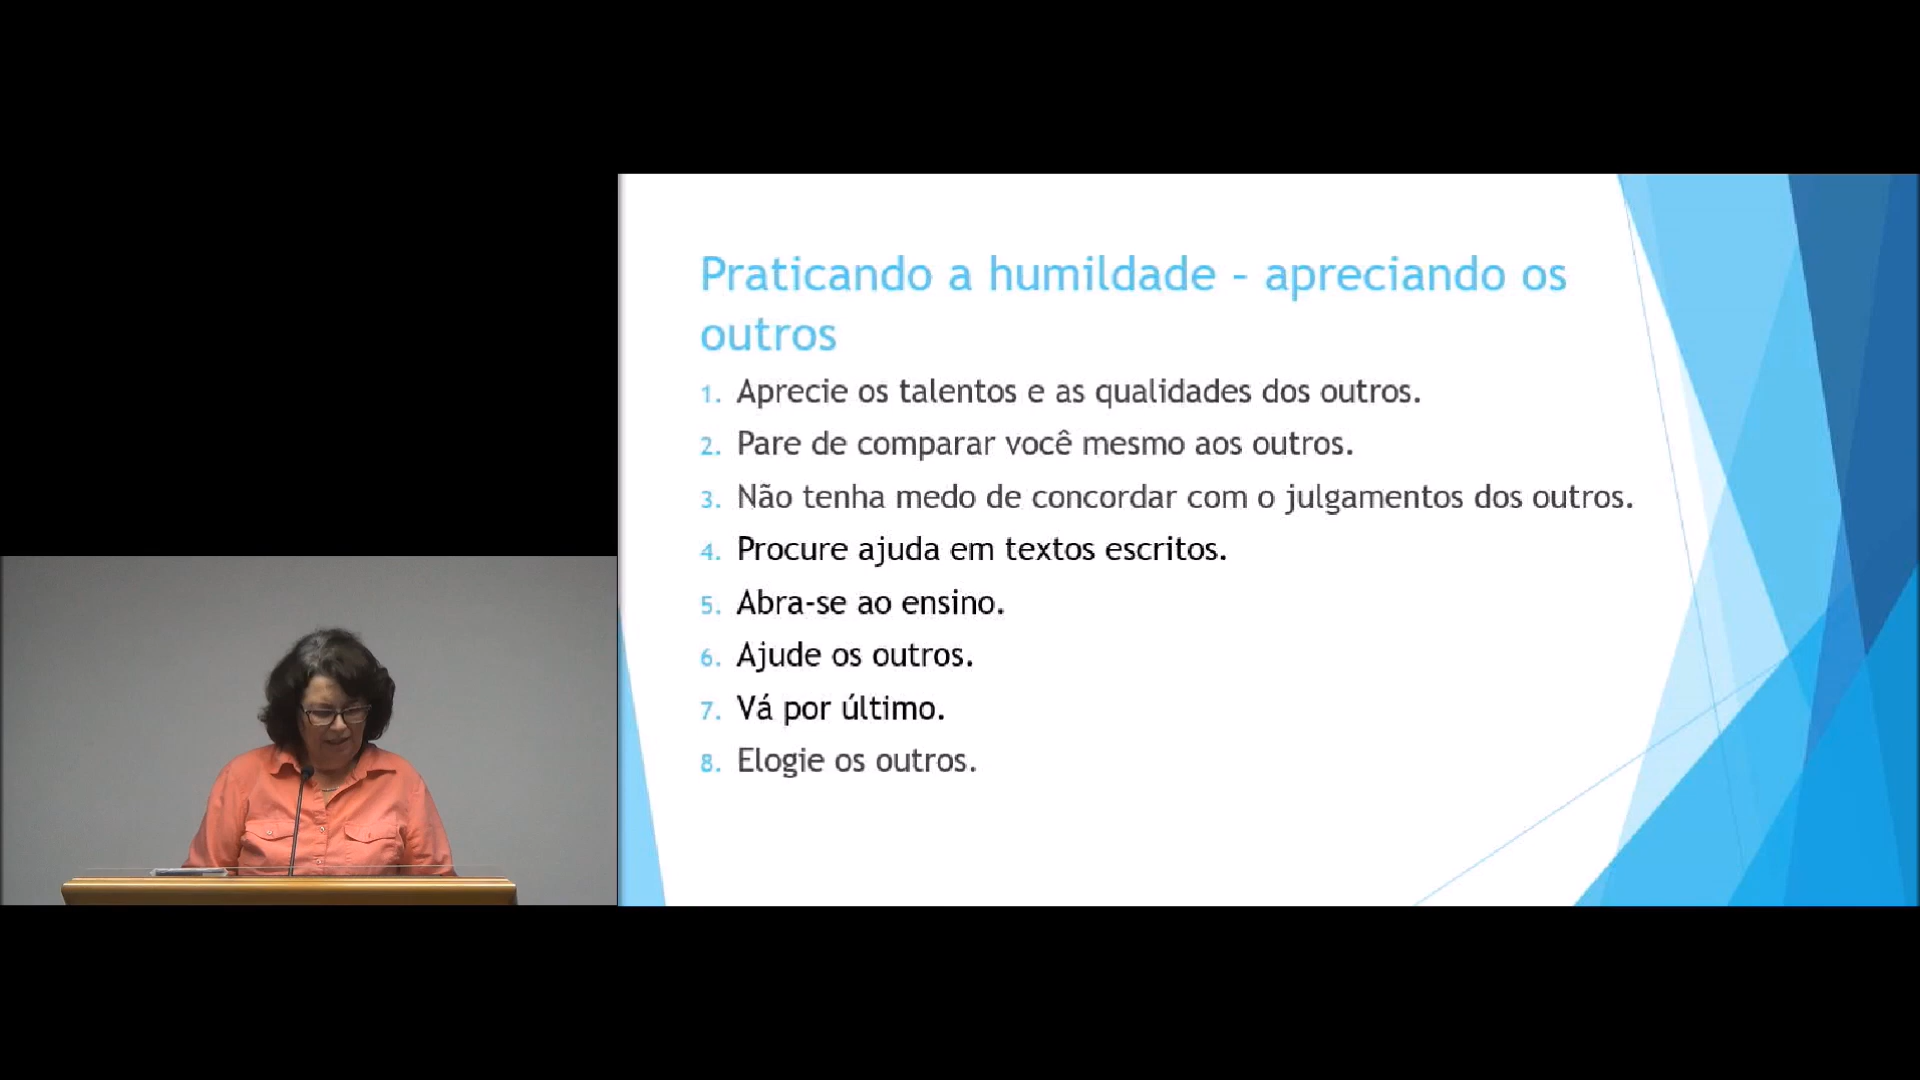 Praticando a humildade – apreciando os
outros
1. Aprecie os talentos e as qualidades dos outros.
2. Pare de comparar você mesmo aos outros.
3. Não tenha medo de concordar com o julgamentos dos outros.
4. Procure ajuda em textos escritos.
5. Abra-se ao ensino.
6. Ajude os outros.
7. Vá por último.
8. Elogie os outros.